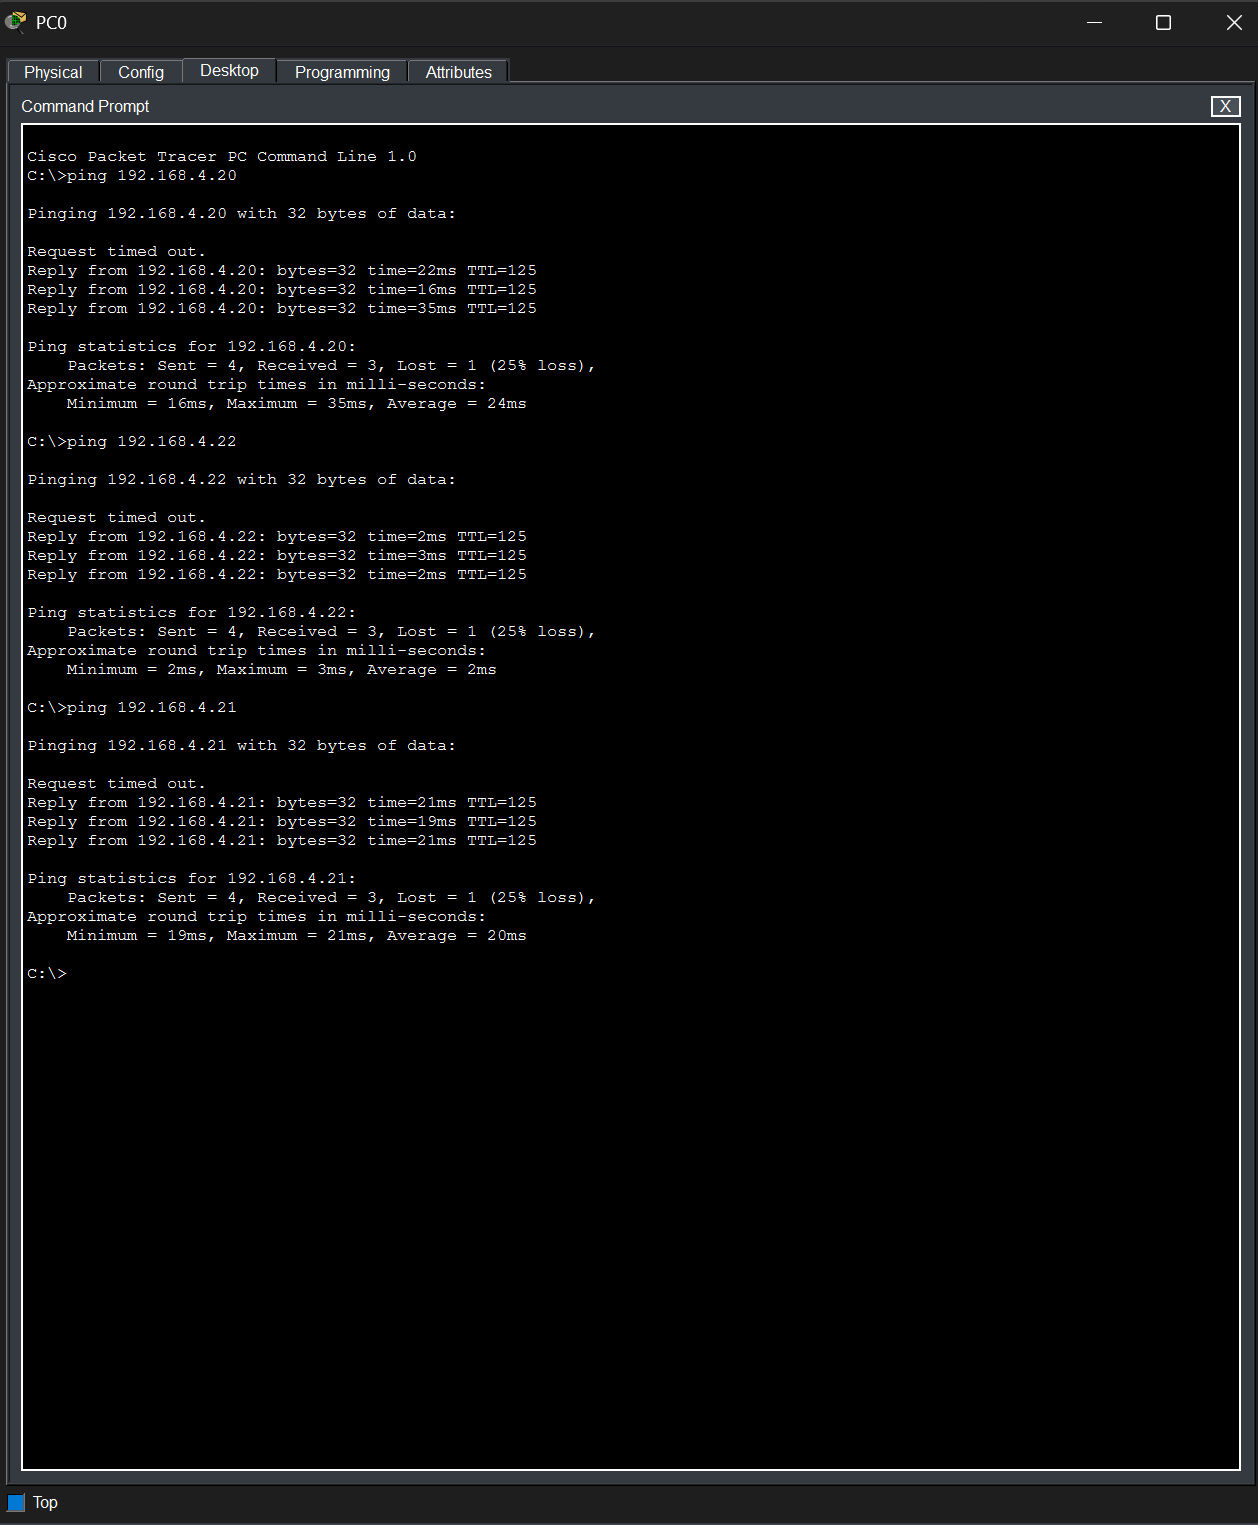 PC0
Physical Config Desktop Programming Attributes
Command Prompt
X
Cisco Packet Tracer PC Command Line 1.0
C:\>ping 192.168.4.20
Pinging 192.168.4.20 with 32 bytes of data:
Request timed out.
Reply from 192.168.4.20: bytes=32 time=22ms TTL=125
Reply from 192.168.4.20: bytes=32 time=16ms TTL=125
Reply from 192.168.4.20: bytes=32 time=35ms TTL=125
Ping statistics for 192.168.4.20:
    Packets: Sent = 4, Received = 3, Lost = 1 (25% loss),
Approximate round trip times in milli-seconds:
    Minimum = 16ms, Maximum = 35ms, Average = 24ms
C:\>ping 192.168.4.22
Pinging 192.168.4.22 with 32 bytes of data:
Request timed out.
Reply from 192.168.4.22: bytes=32 time=2ms TTL=125
Reply from 192.168.4.22: bytes=32 time=3ms TTL=125
Reply from 192.168.4.22: bytes=32 time=2ms TTL=125
Ping statistics for 192.168.4.22:
    Packets: Sent = 4, Received = 3, Lost = 1 (25% loss),
Approximate round trip times in milli-seconds:
    Minimum = 2ms, Maximum = 3ms, Average = 2ms
C:\>ping 192.168.4.21
Pinging 192.168.4.21 with 32 bytes of data:
Request timed out.
Reply from 192.168.4.21: bytes=32 time=21ms TTL=125
Reply from 192.168.4.21: bytes=32 time=19ms TTL=125
Reply from 192.168.4.21: bytes=32 time=21ms TTL=125
Ping statistics for 192.168.4.21:
    Packets: Sent = 4, Received = 3, Lost = 1 (25% loss),
Approximate round trip times in milli-seconds:
    Minimum = 19ms, Maximum = 21ms, Average = 20ms
C:\>
Top